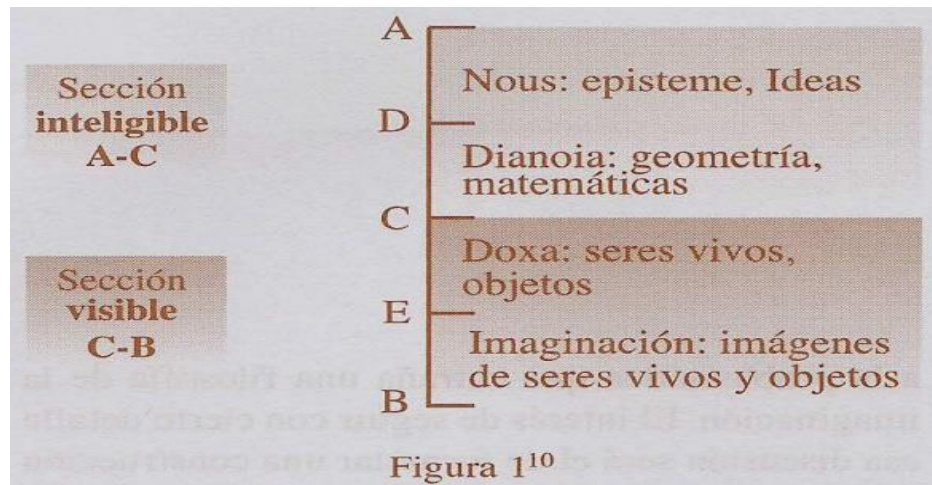 A
Sección
inteligible
A-C
Nous: episteme, Ideas
D
Dianoia: geometría,
matemáticas
C
Sección
visible
C-B
Doxa: seres vivos,
objetos
E
Imaginación: imágenes
de seres vivos y objetos
B
Figura 1¹⁰